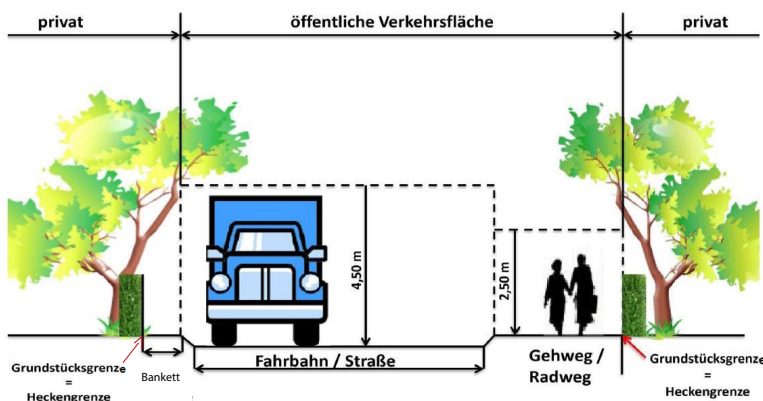 privat
öffentliche Verkehrsfläche
privat
4,50 m
2,50 m
Fahrbahn / Straße
Gehweg /
Radweg
Grundstücksgrenze
=
Heckengrenze
Bankett
Grundstücksgrenze
=
Heckengrenze